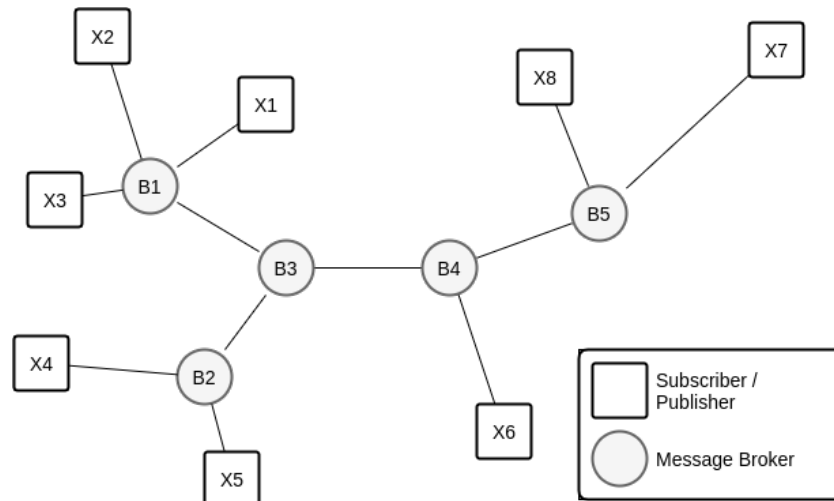 X2
X1
X8
X7
B1
X3
B5
B3
B4
X4
B2
X6
X5
Subscriber /
Publisher
Message Broker